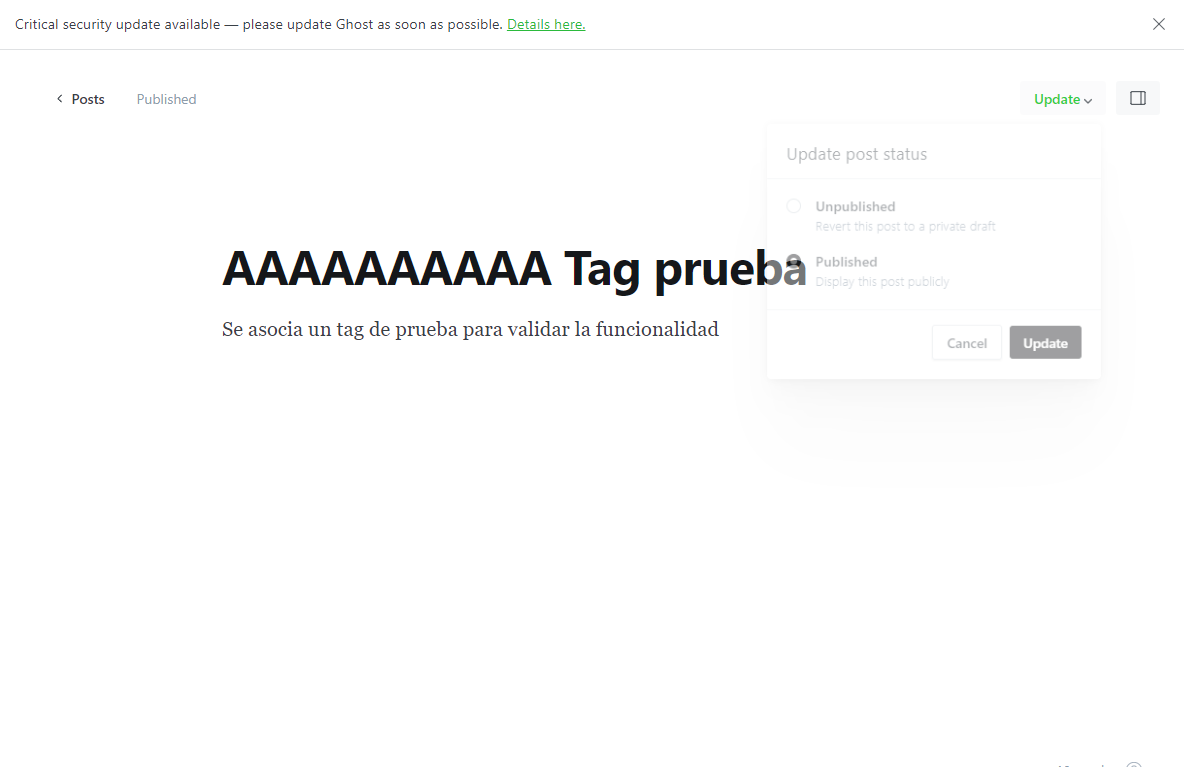 Critical security update available — please update Ghost as soon as possible. Details here.
Posts Published Update
Update post status
Unpublished
Revert this post to a private draft
AAAAAAAAAA Tag prueba
Published
Display this post publicly
Se asocia un tag de prueba para validar la funcionalidad
Cancel Update